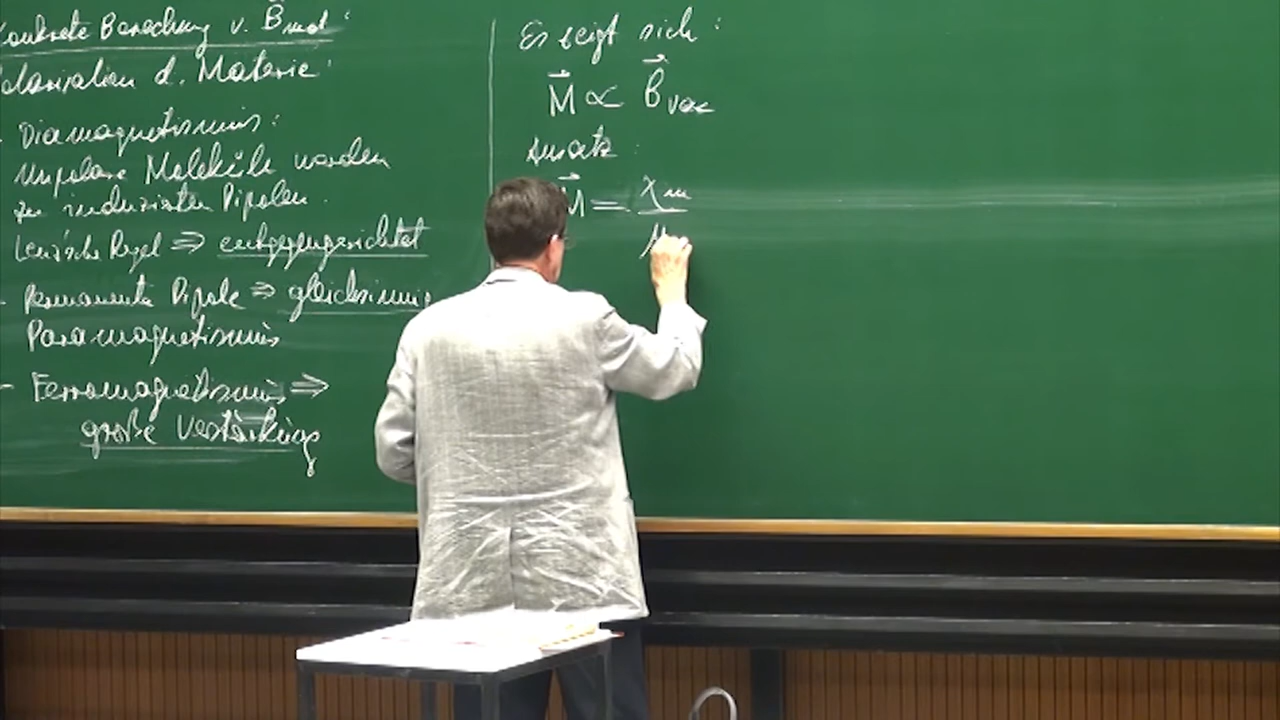 Konkrete Berechnung v. B⃗mat:
Polarisation d. Materie:
- Diamagnetismus:
Unpolare Moleküle werden
zu induzierten Dipolen.
Lenz'sche Regel ⇒ entgegengerichtet
- Permanente Dipole ⇒ gleichsinnig
Paramagnetismus
- Ferromagnetismus ⇒
große Verstärkung
Es zeigt sich:
M⃗ ∝ B⃗vac
Ansatz:
M⃗ = χm / μ